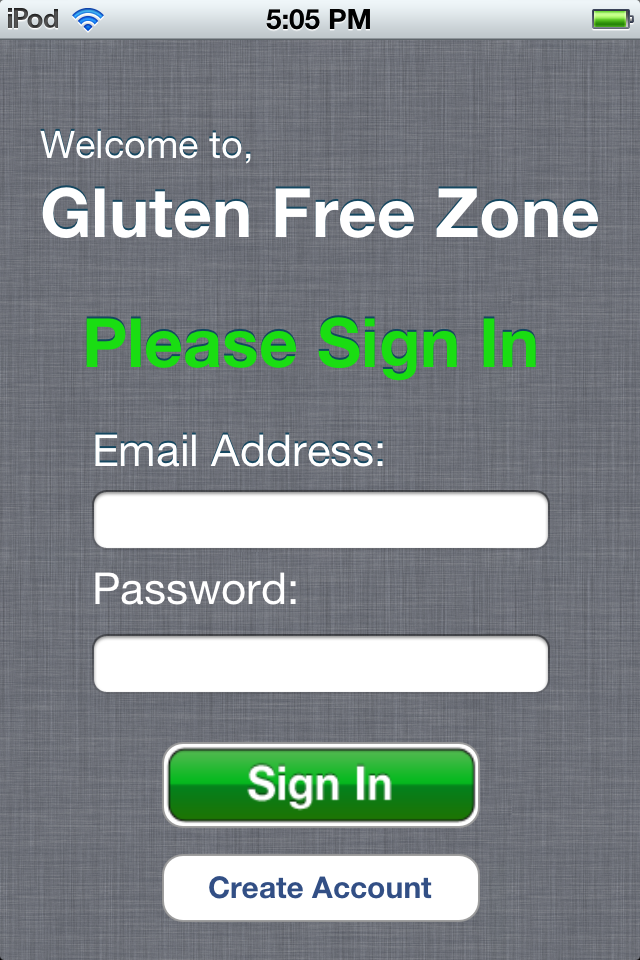 iPod 5:05 PM
Welcome to,
Gluten Free Zone
Please Sign In
Email Address:
Password:
Sign In
Create Account